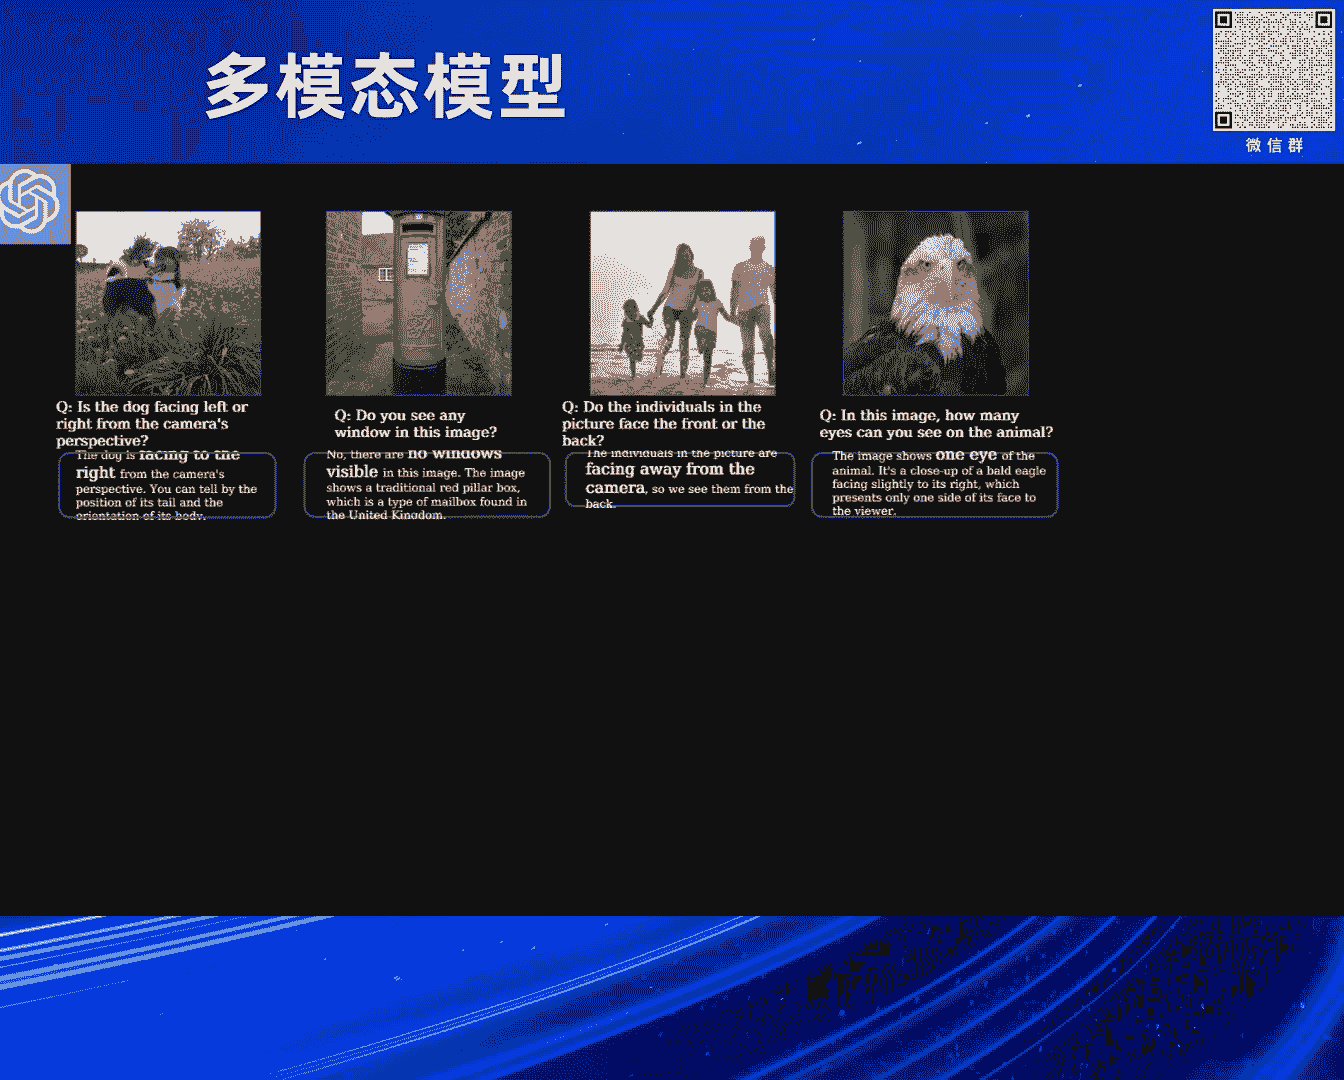 多模态模型
微信群
Q: Is the dog facing left or
right from the camera's
perspective?
The dog is facing to the
right from the camera's
perspective. You can tell by the
position of its tail and the
orientation of its body.
Q: Do you see any
window in this image?
No, there are no windows
visible in this image. The image
shows a traditional red pillar box,
which is a type of mailbox found in
the United Kingdom.
Q: Do the individuals in the
picture face the front or the
back?
The individuals in the picture are
facing away from the
camera, so we see them from the
back.
Q: In this image, how many
eyes can you see on the animal?
The image shows one eye of the
animal. It's a close-up of a bald eagle
facing slightly to its right, which
presents only one side of its face to
the viewer.